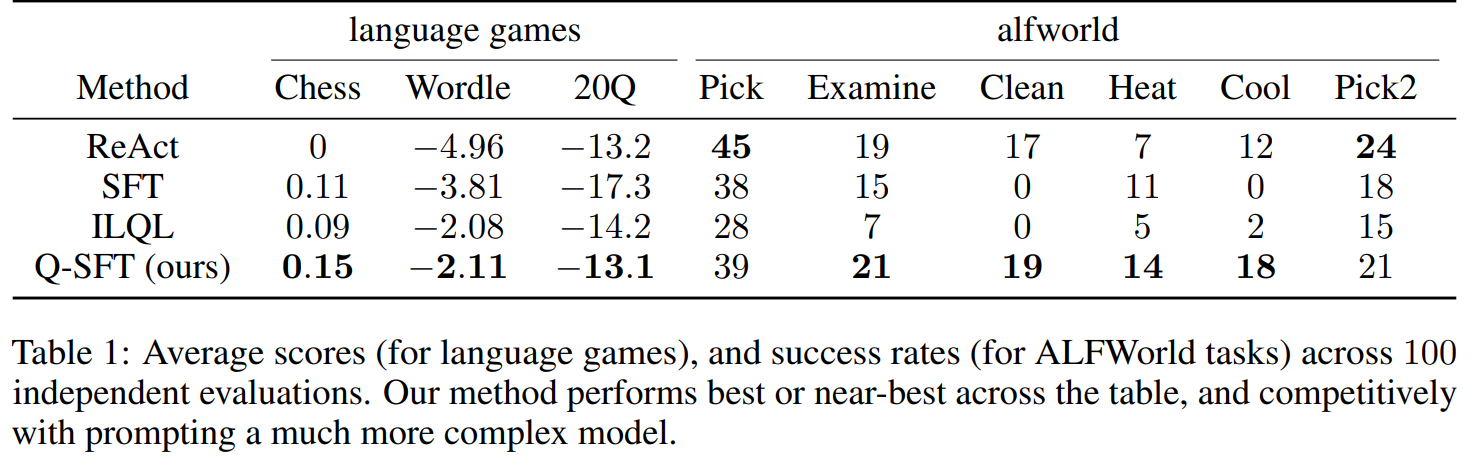 language games alfworld
Method Chess Wordle 20Q Pick Examine Clean Heat Cool Pick2
ReAct 0 −4.96 −13.2 45 19 17 7 12 24
SFT 0.11 −3.81 −17.3 38 15 0 11 0 18
ILQL 0.09 −2.08 −14.2 28 7 0 5 2 15
Q-SFT (ours) 0.15 −2.11 −13.1 39 21 19 14 18 21
Table 1: Average scores (for language games), and success rates (for ALFWorld tasks) across 100
independent evaluations. Our method performs best or near-best across the table, and competitively
with prompting a much more complex model.